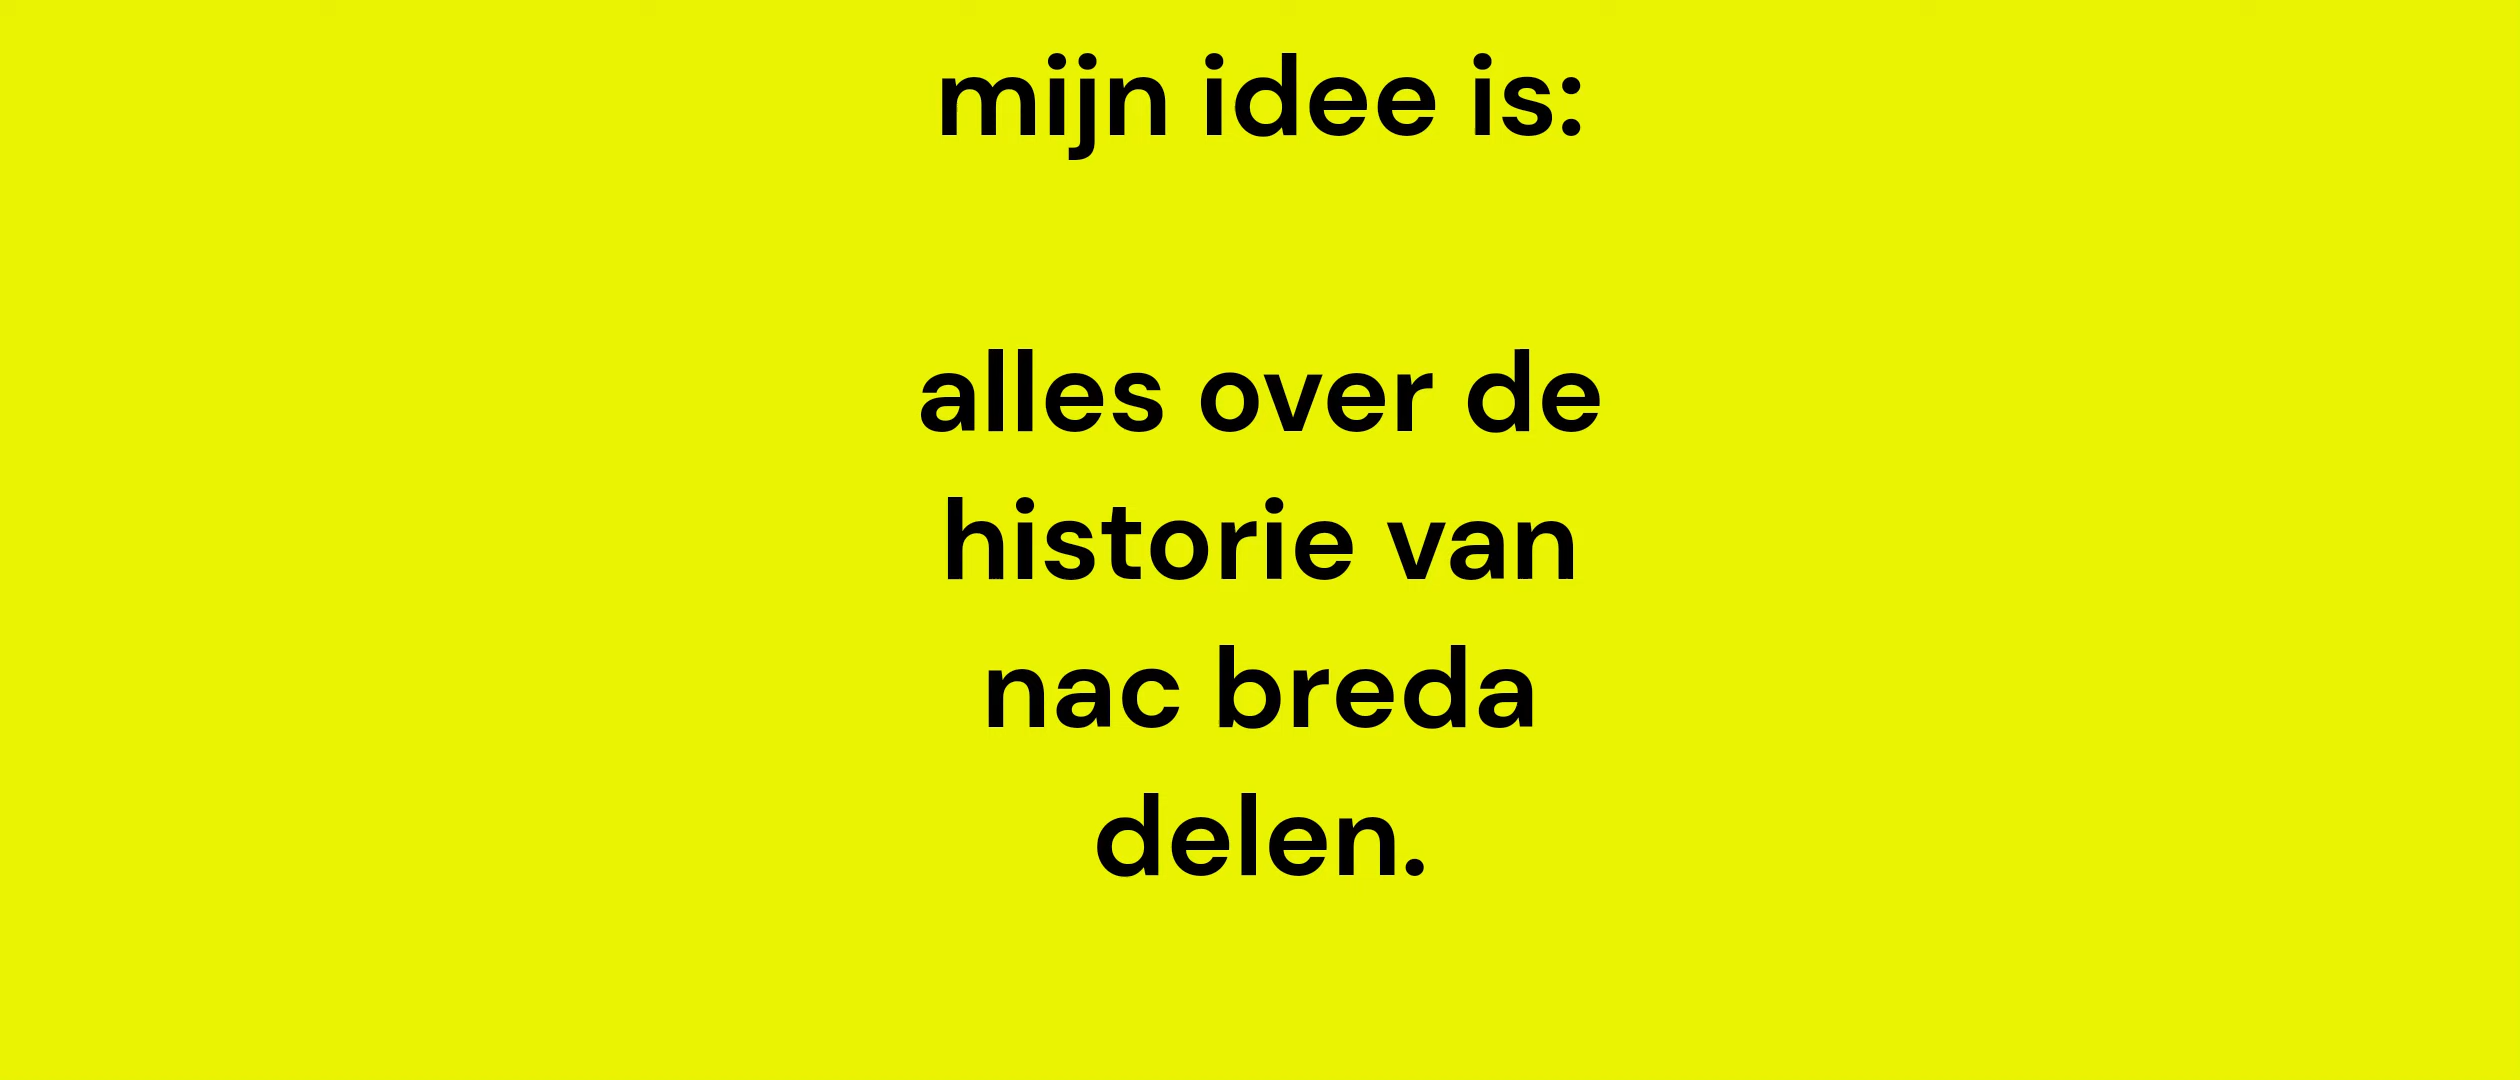 mijn idee is:
alles over de
historie van
nac breda
delen.